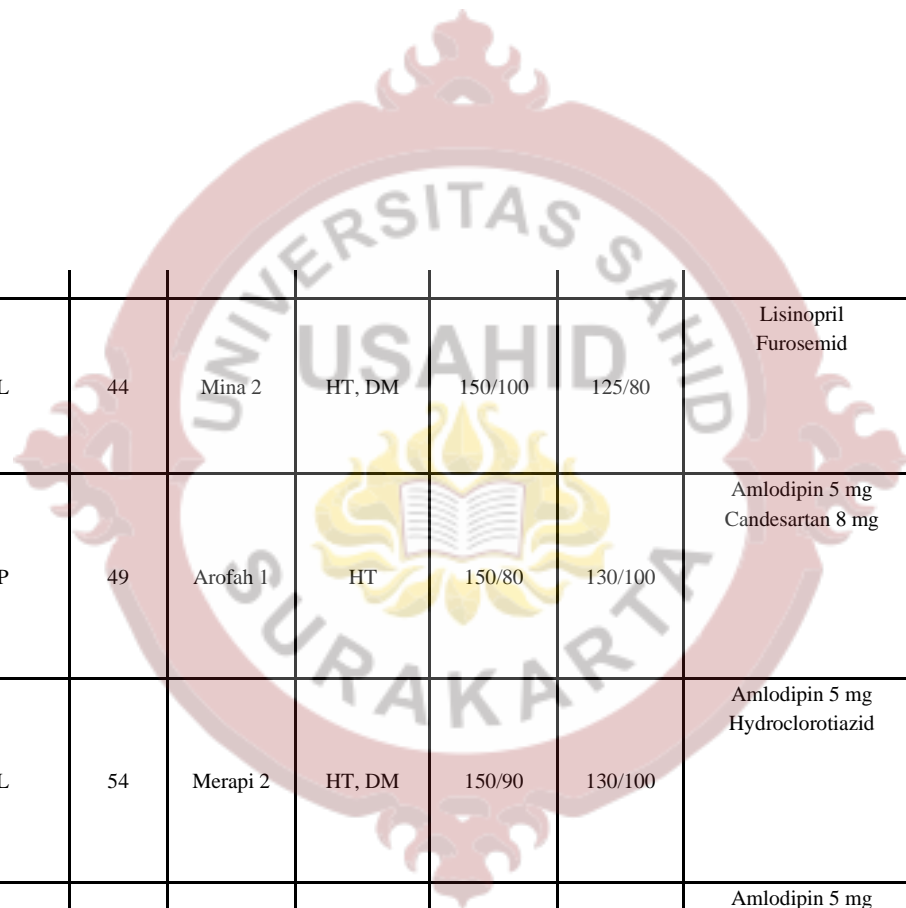 UNIVERSITAS SAHID
USAHID
SURAKARTA
L 44 Mina 2 HT, DM 150/100 125/80 Lisinopril
Furosemid
P 49 Arofah 1 HT 150/80 130/100 Amlodipin 5 mg
Candesartan 8 mg
L 54 Merapi 2 HT, DM 150/90 130/100 Amlodipin 5 mg
Hydroclorotiazid
Amlodipin 5 mg